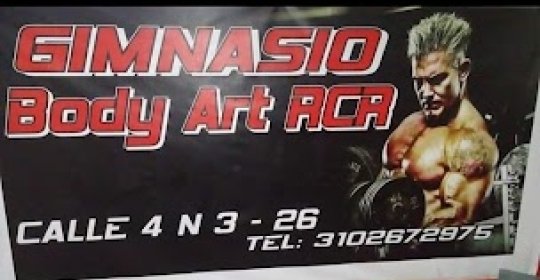 GIMNASIO
Body Art RCR
CALLE 4 N 3 - 26
TEL: 3102672975